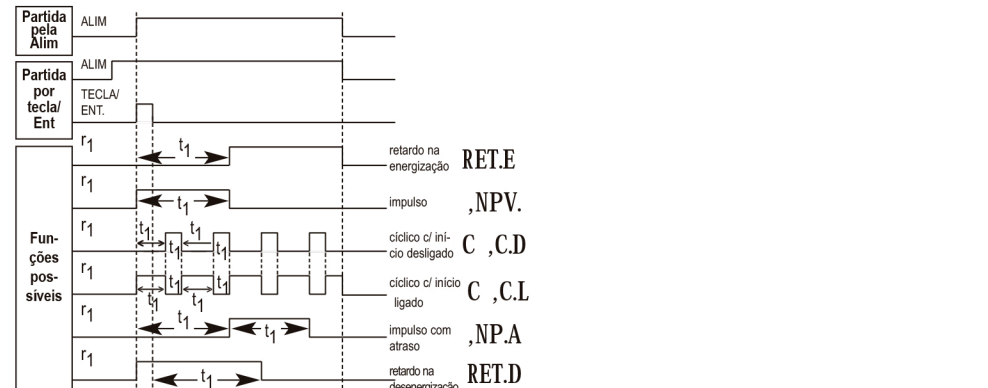 Partida
pela
Alim
ALIM
Partida
por
tecla/
Ent
ALIM
TECLA/
ENT.
Fun-
ções
pos-
síveis
r1
t1
retardo na
energização
RET.E
r1
t1
impulso
,NPV.
r1
t1
t1
t1
t1
cíclico c/ iní-
cio desligado
C ,C.D
r1
t1
t1
t1
t1
cíclico c/ início
ligado
C ,C.L
r1
t1
t1
impulso com
atraso
,NP.A
r1
t1
retardo na
desenergização
RET.D